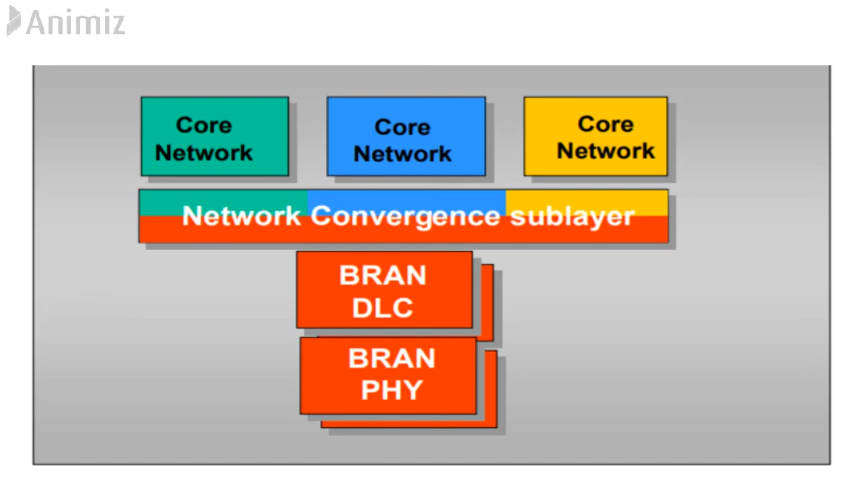 Animiz
Core
Network
Core
Network
Core
Network
Network Convergence sublayer
BRAN
DLC
BRAN
PHY